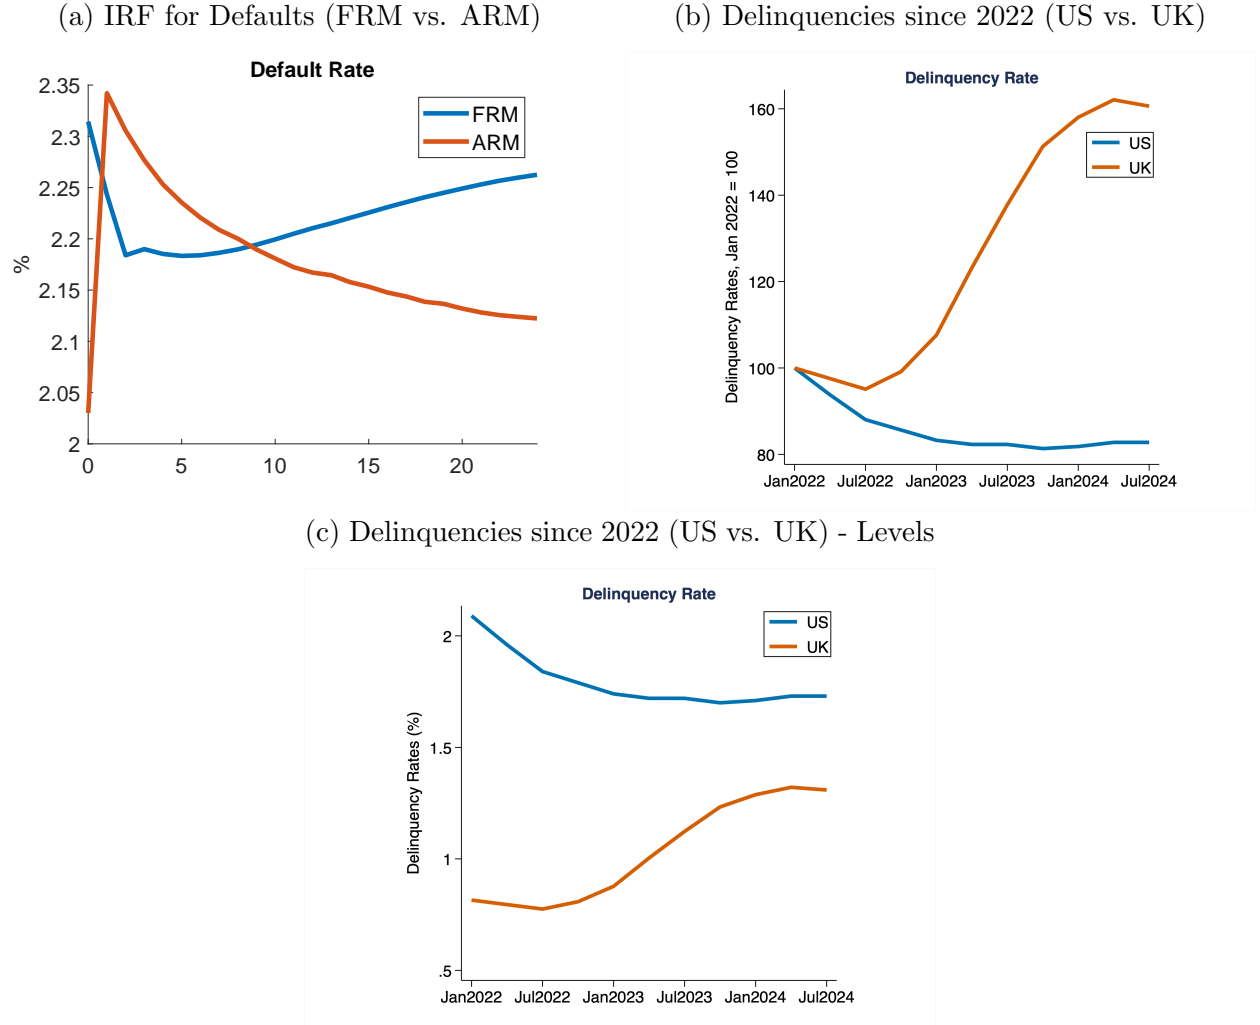 (a) IRF for Defaults (FRM vs. ARM)
Default Rate
2.35
2.3
2.25
2.2
2.15
2.1
2.05
2
%
0 5 10 15 20
FRM
ARM
(b) Delinquencies since 2022 (US vs. UK)
Delinquency Rate
Delinquency Rates, Jan 2022 = 100
160
140
120
100
80
Jan2022 Jul2022 Jan2023 Jul2023 Jan2024 Jul2024
US
UK
(c) Delinquencies since 2022 (US vs. UK) - Levels
Delinquency Rate
Delinquency Rates (%)
2
1.5
1
.5
Jan2022 Jul2022 Jan2023 Jul2023 Jan2024 Jul2024
US
UK